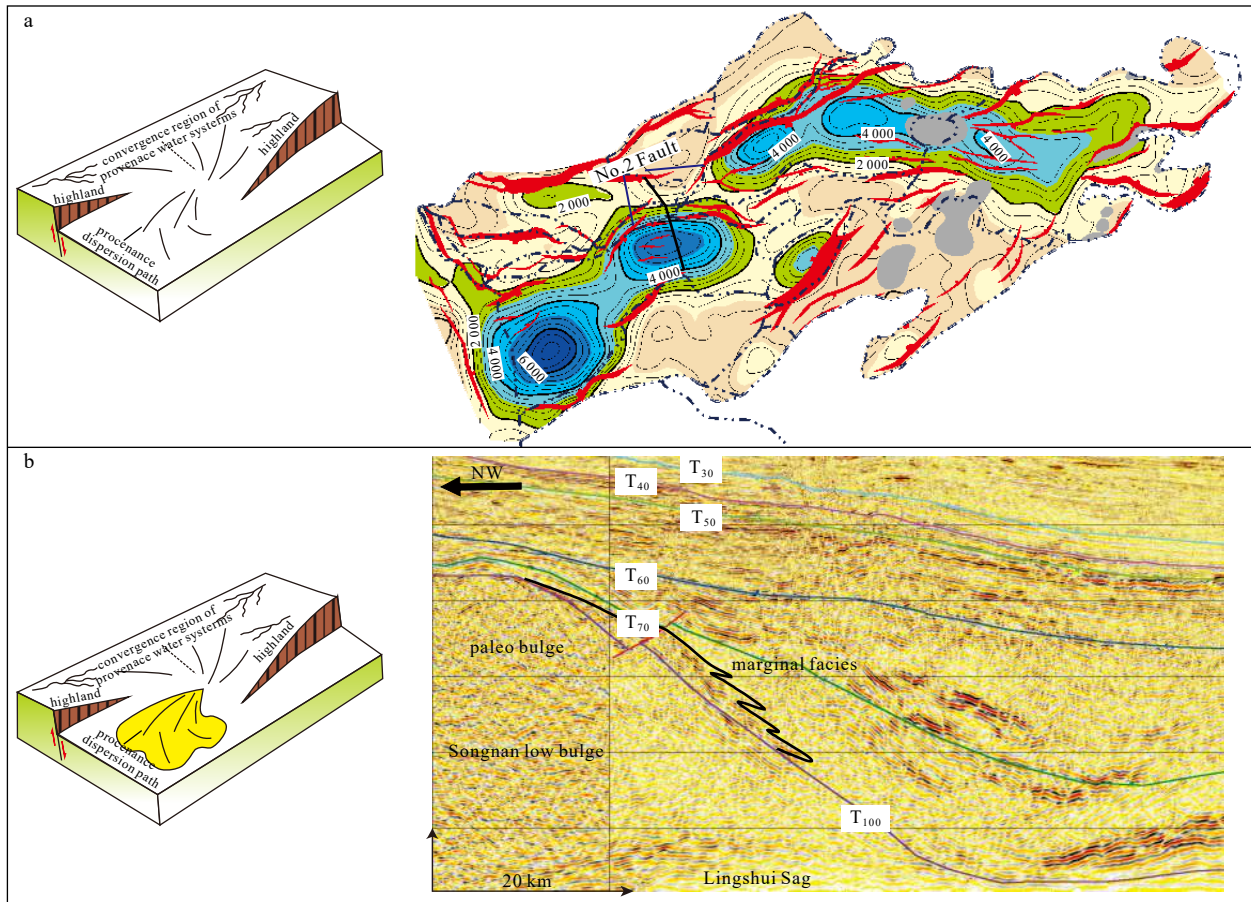 a
convergence region of
provenace water systerms
highland
highland
procenance
dispersion path
No.2 Fault
2 000
4 000
4 000
4 000
2 000
4 000
2 000
4 000
6 000
b
convergence region of
provenace water systerms
highland
highland
procenance
dispersion path
NW
T30
T40
T50
T60
T70
paleo bulge
marginal facies
Songnan low bulge
T100
20 km
Lingshui Sag